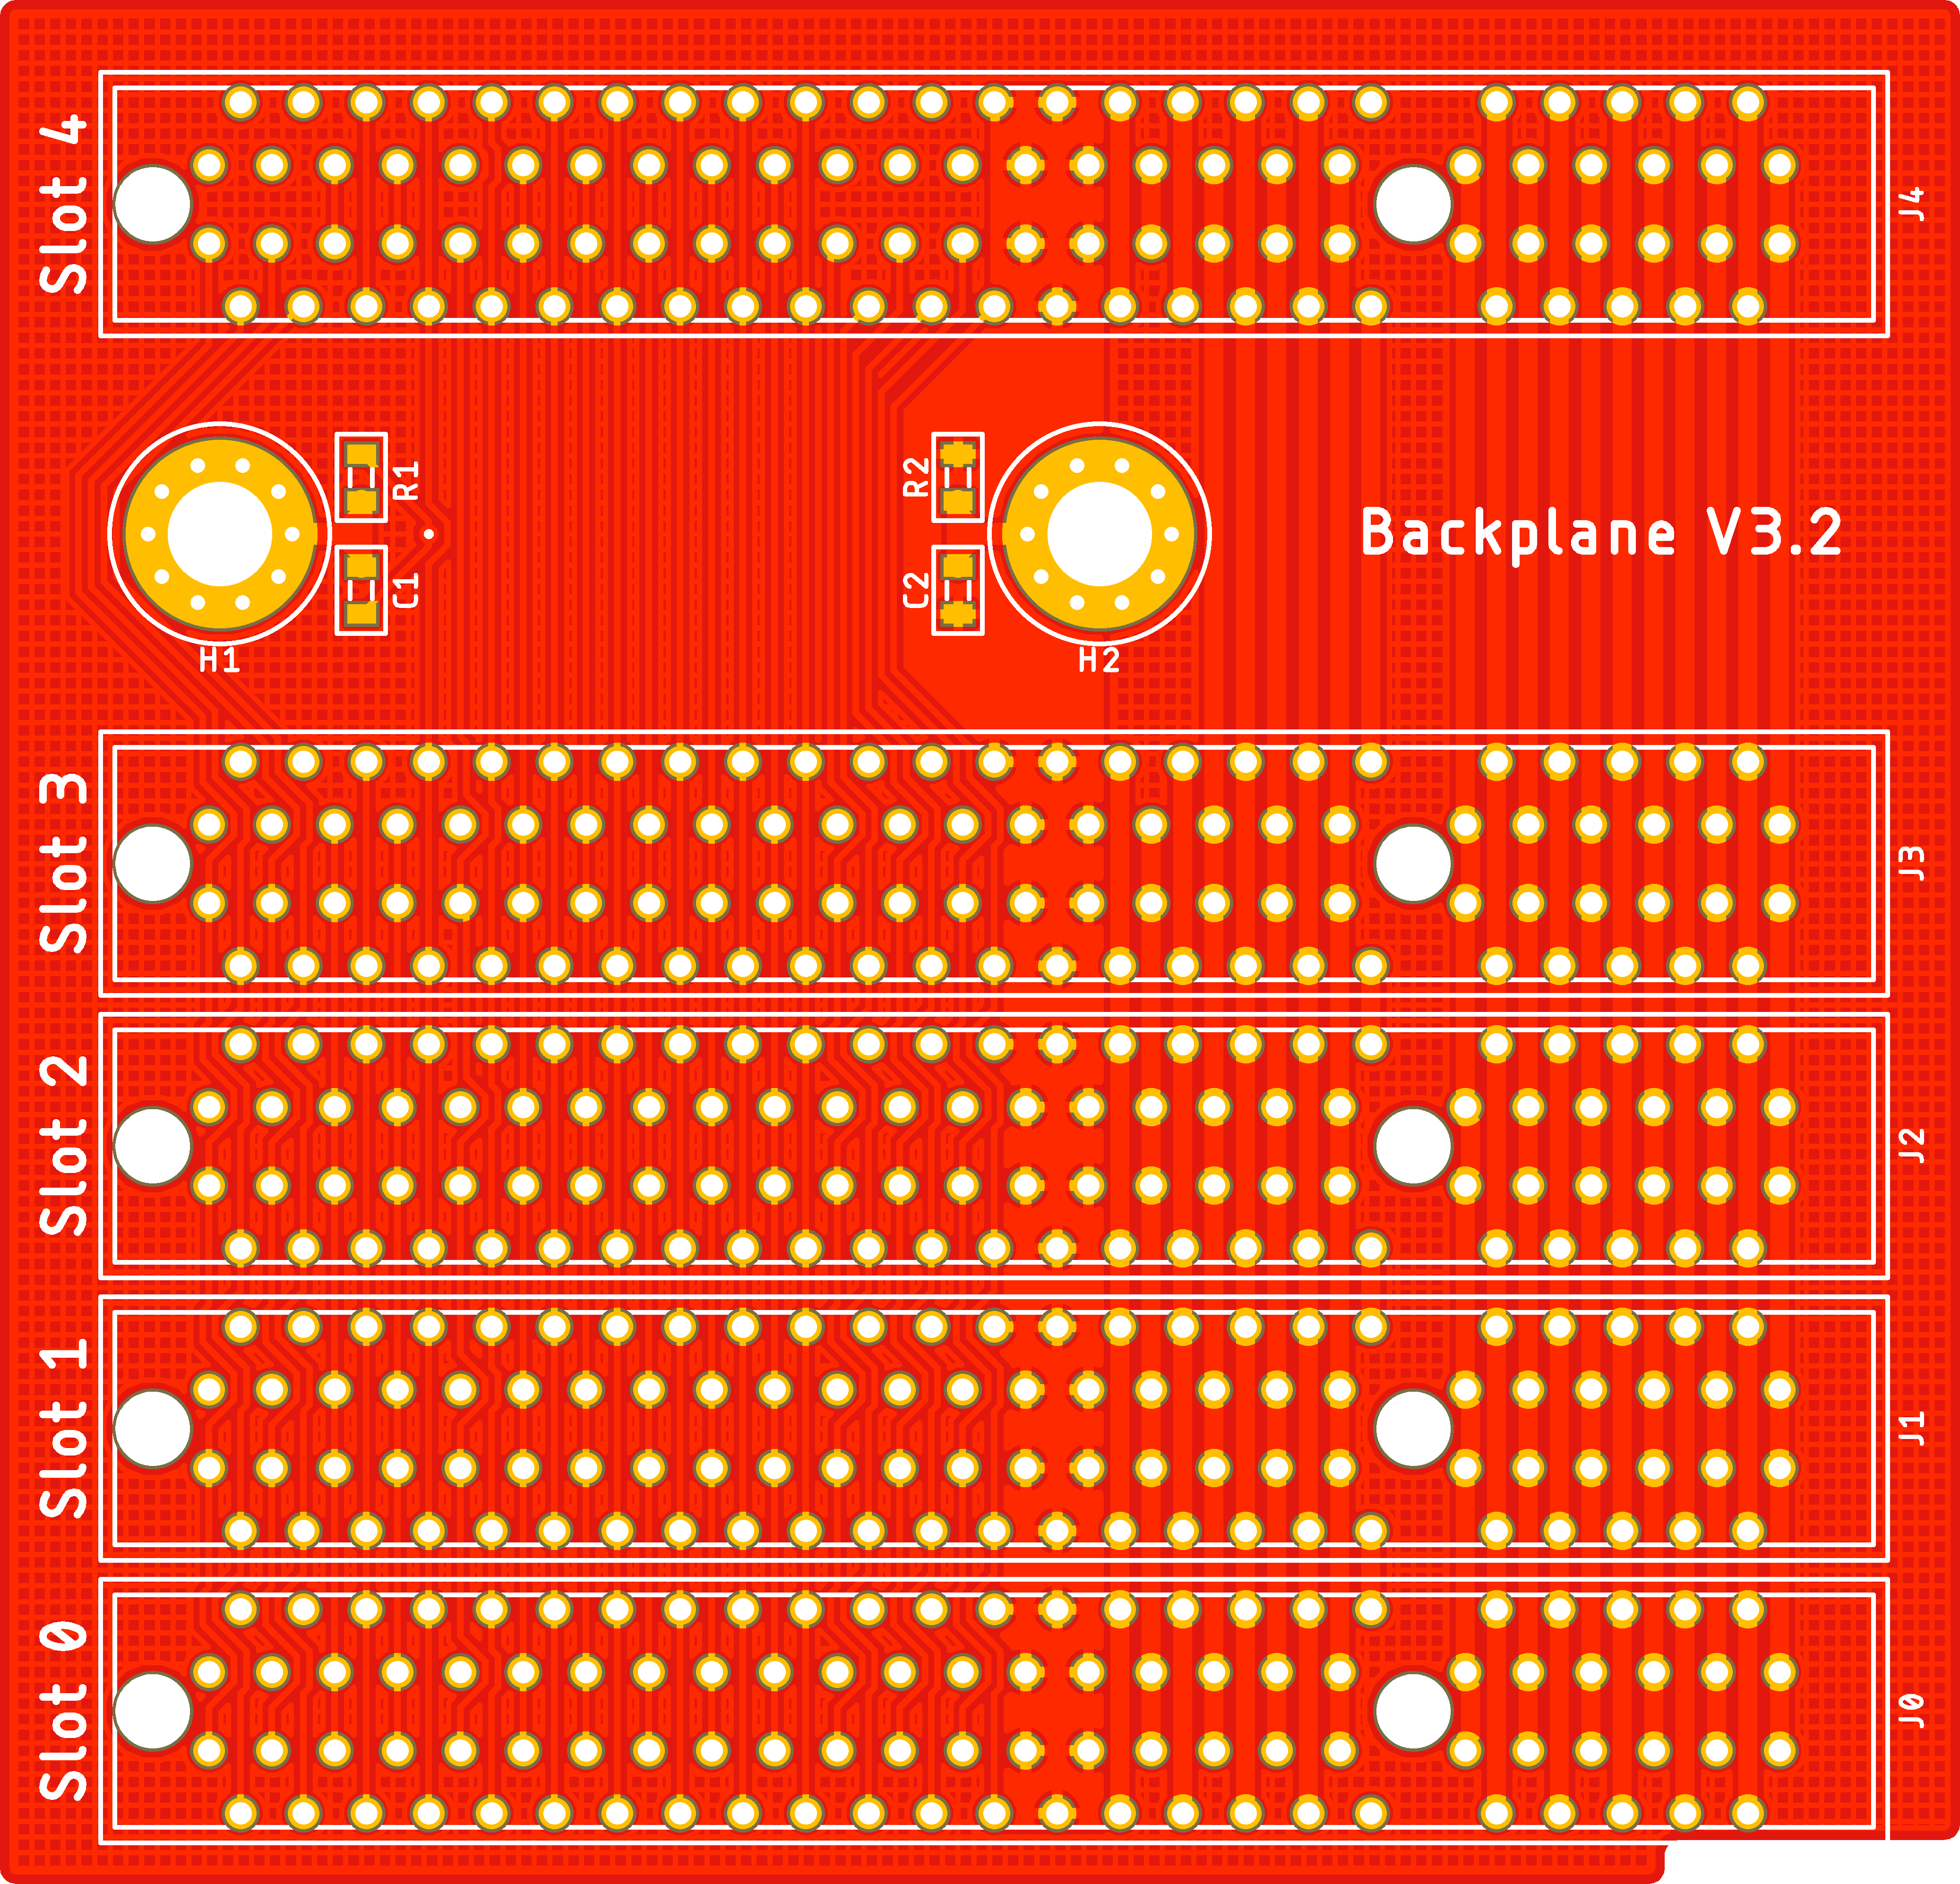 Slot 4
J4
R1
R2
Backplane V3.2
C1
C2
H1
H2
Slot 3
J3
Slot 2
J2
Slot 1
J1
Slot 0
J0